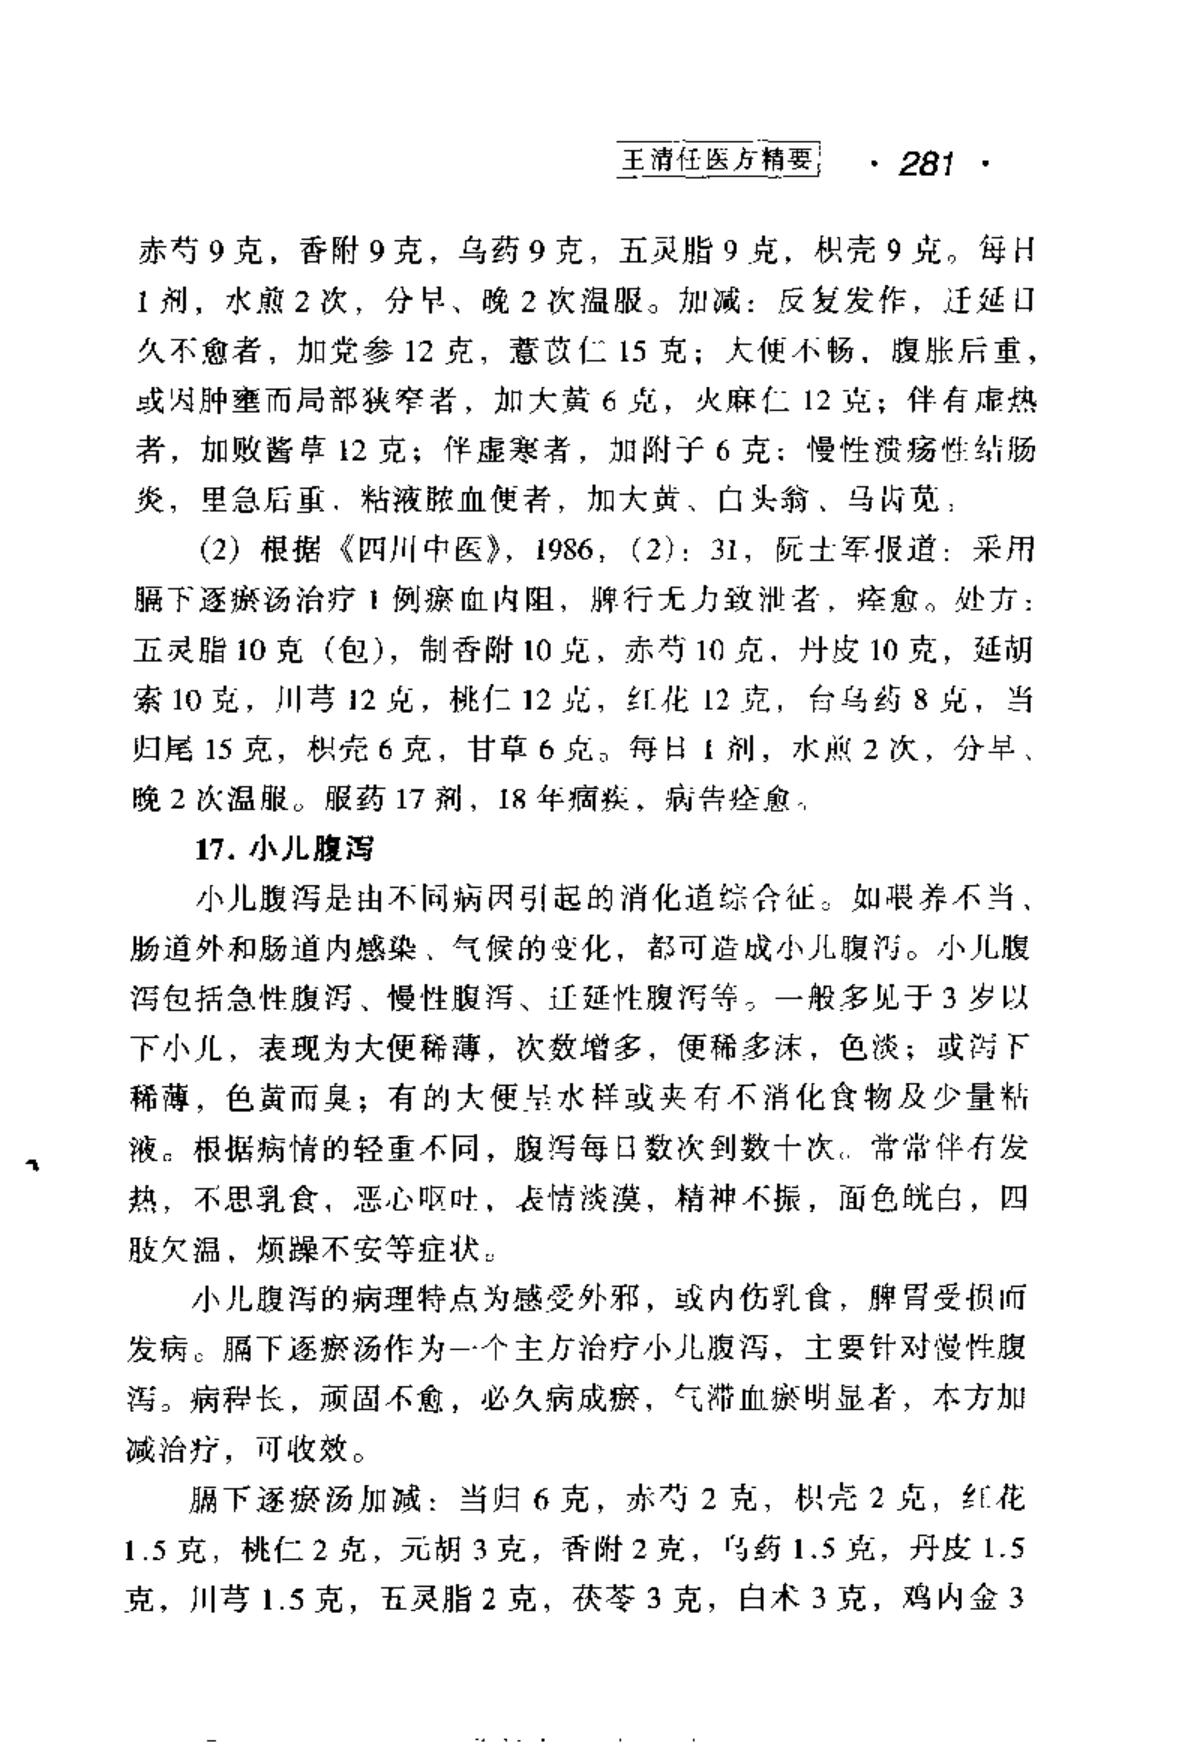 王清任医方精要 · 281 ·
赤芍 9 克，香附 9 克，乌药 9 克，五灵脂 9 克，枳壳 9 克。每日
1 剂，水煎 2 次，分早、晚 2 次温服。加减：反复发作，迁延日
久不愈者，加党参 12 克，薏苡仁 15 克；大便不畅，腹胀后重，
或因肿壅而局部狭窄者，加大黄 6 克，火麻仁 12 克；伴有虚热
者，加败酱草 12 克；伴虚寒者，加附子 6 克；慢性溃疡性结肠
炎，里急后重，粘液脓血便者，加大黄、白头翁、马齿苋。
(2) 根据《四川中医》，1986，(2)：31，阮士军报道：采用
膈下逐瘀汤治疗 1 例瘀血内阻，脾行无力致泄者，痊愈。处方：
五灵脂 10 克（包），制香附 10 克，赤芍 10 克，丹皮 10 克，延胡
索 10 克，川芎 12 克，桃仁 12 克，红花 12 克，台乌药 8 克，当
归尾 15 克，枳壳 6 克，甘草 6 克。每日 1 剂，水煎 2 次，分早、
晚 2 次温服。服药 17 剂，18 年痼疾，病告痊愈。
17. 小儿腹泻
小儿腹泻是由不同病因引起的消化道综合征。如喂养不当、
肠道外和肠道内感染、气候的变化，都可造成小儿腹泻。小儿腹
泻包括急性腹泻、慢性腹泻、迁延性腹泻等。一般多见于 3 岁以
下小儿，表现为大便稀薄，次数增多，便稀多沫，色淡；或泻下
稀薄，色黄而臭；有的大便呈水样或夹有不消化食物及少量粘
液。根据病情的轻重不同，腹泻每日数次到数十次。常常伴有发
热，不思乳食，恶心呕吐，表情淡漠，精神不振，面色㿠白，四
肢欠温，烦躁不安等症状。
小儿腹泻的病理特点为感受外邪，或内伤乳食，脾胃受损而
发病。膈下逐瘀汤作为一个主方治疗小儿腹泻，主要针对慢性腹
泻。病程长，顽固不愈，必久病成瘀，气滞血瘀明显者，本方加
减治疗，可收效。
膈下逐瘀汤加减：当归 6 克，赤芍 2 克，枳壳 2 克，红花
1.5 克，桃仁 2 克，元胡 3 克，香附 2 克，乌药 1.5 克，丹皮 1.5
克，川芎 1.5 克，五灵脂 2 克，茯苓 3 克，白术 3 克，鸡内金 3